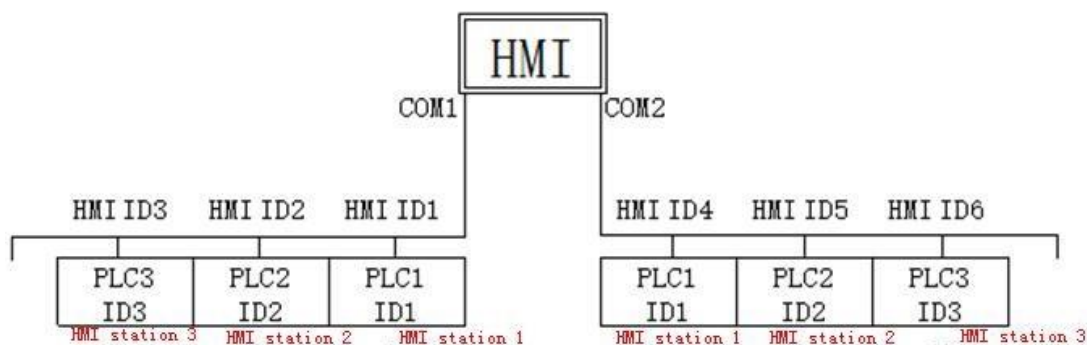 HMI
COM1 COM2
HMI ID3 HMI ID2 HMI ID1 HMI ID4 HMI ID5 HMI ID6
PLC3 PLC2 PLC1 PLC1 PLC2 PLC3
ID3 ID2 ID1 ID1 ID2 ID3
HMI station 3 HMI station 2 HMI station 1 HMI station 1 HMI station 2 HMI station 3